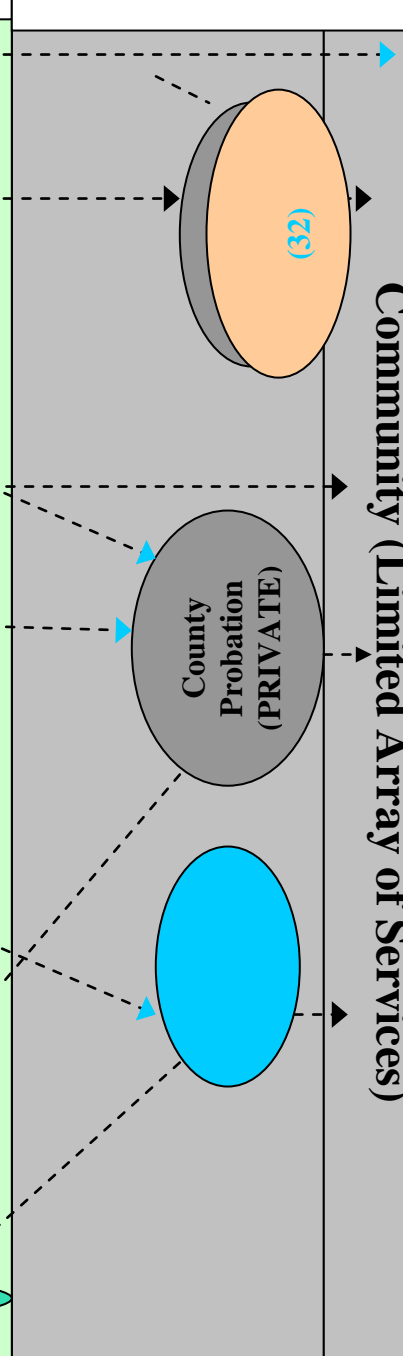 (32)
County
Probation
(PRIVATE)
Community (Limited Array of Services)